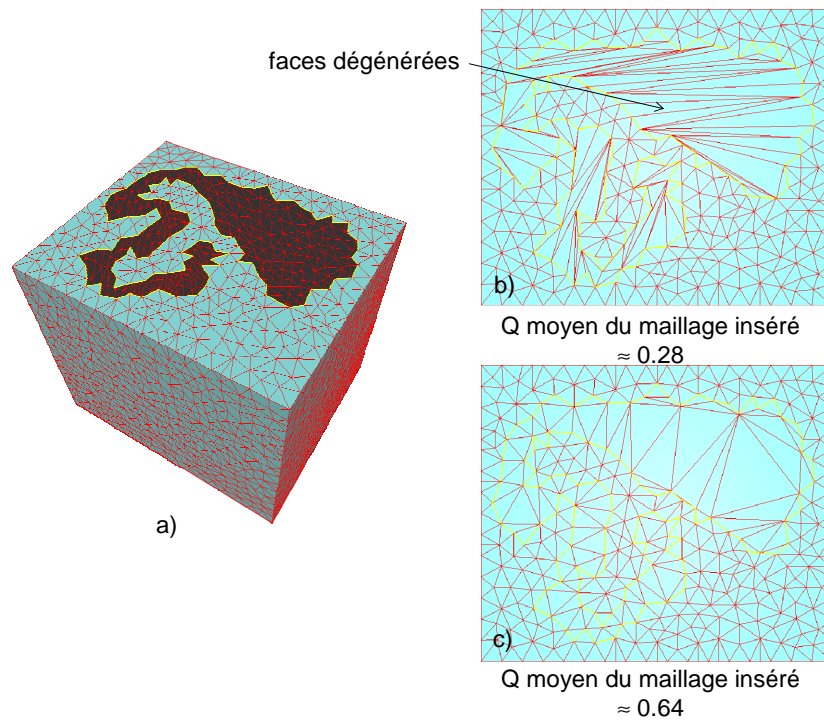 faces dégénérées
a)
b)
Q moyen du maillage inséré
≈ 0.28
c)
Q moyen du maillage inséré
≈ 0.64